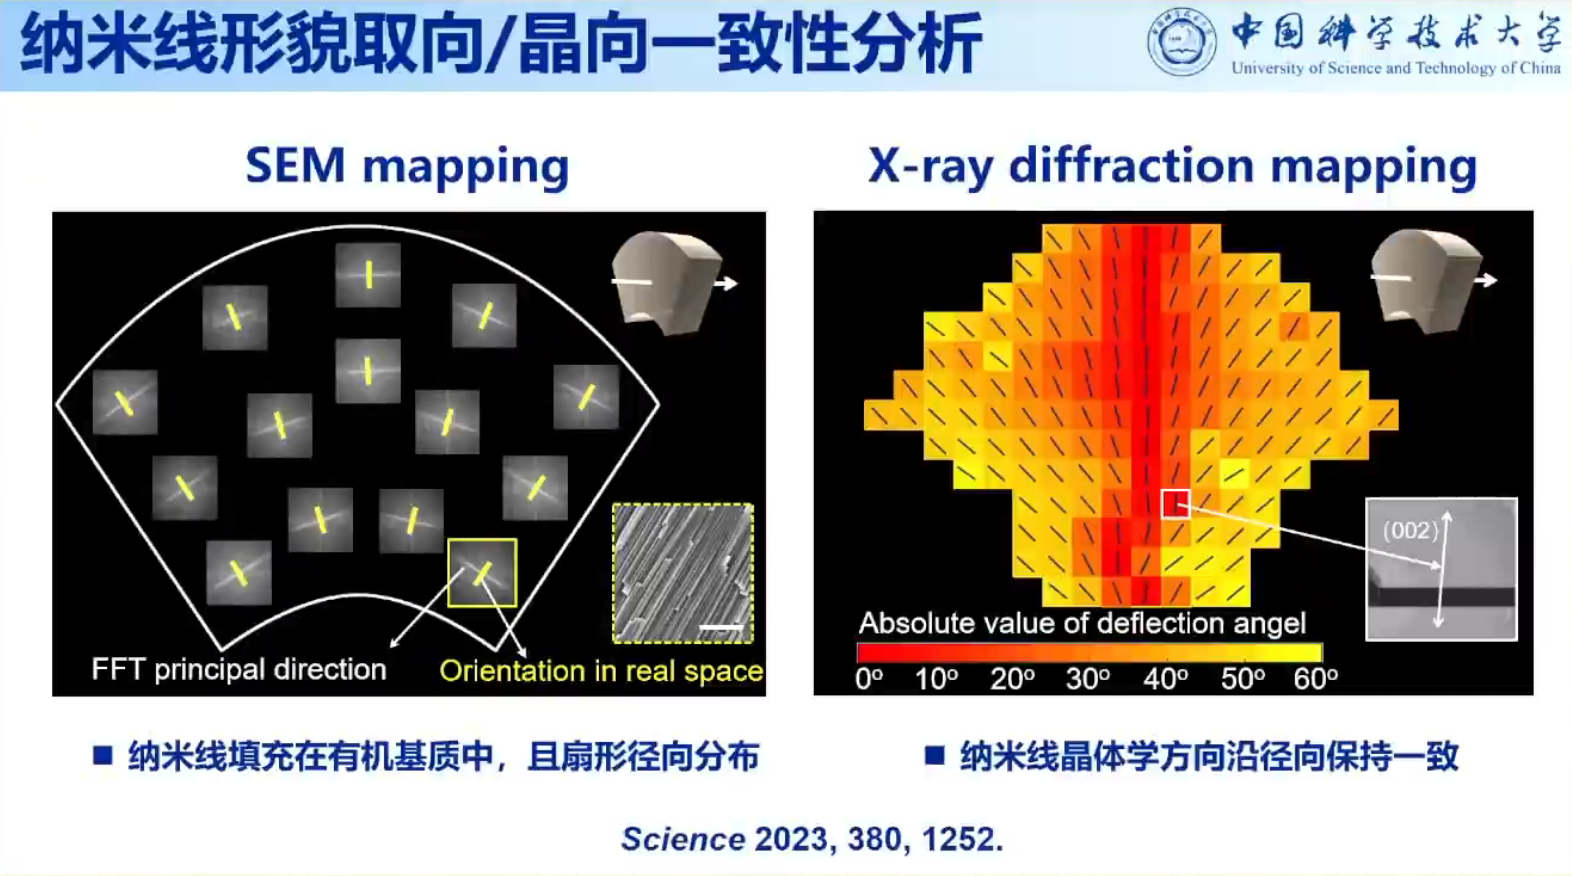 纳米线形貌取向/晶向一致性分析
中国科学技术大学
University of Science and Technology of China
SEM mapping
X-ray diffraction mapping
FFT principal direction
Orientation in real space
(002)
Absolute value of deflection angel
0º 10º 20º 30º 40º 50º 60º
■ 纳米线填充在有机基质中，且扇形径向分布
■ 纳米线晶体学方向沿径向保持一致
Science 2023, 380, 1252.